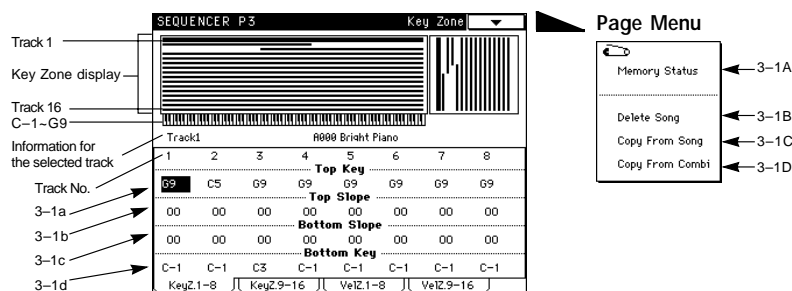 SEQUENCER P3 Key Zone
Page Menu
Track 1
Key Zone display
Track 16
C–1~G9
Information for
the selected track
Track No.
3–1a
3–1b
3–1c
3–1d
Track1 A000 Bright Piano
1 2 3 4 5 6 7 8
Top Key
G9 C5 G9 G9 G9 G9 G9 G9
Top Slope
00 00 00 00 00 00 00 00
Bottom Slope
00 00 00 00 00 00 00 00
Bottom Key
C–1 C–1 C3 C–1 C–1 C–1 C–1 C–1
KeyZ.1–8 KeyZ.9–16 VelZ.1–8 VelZ.9–16
Memory Status 3–1A
Delete Song 3–1B
Copy From Song 3–1C
Copy From Combi 3–1D